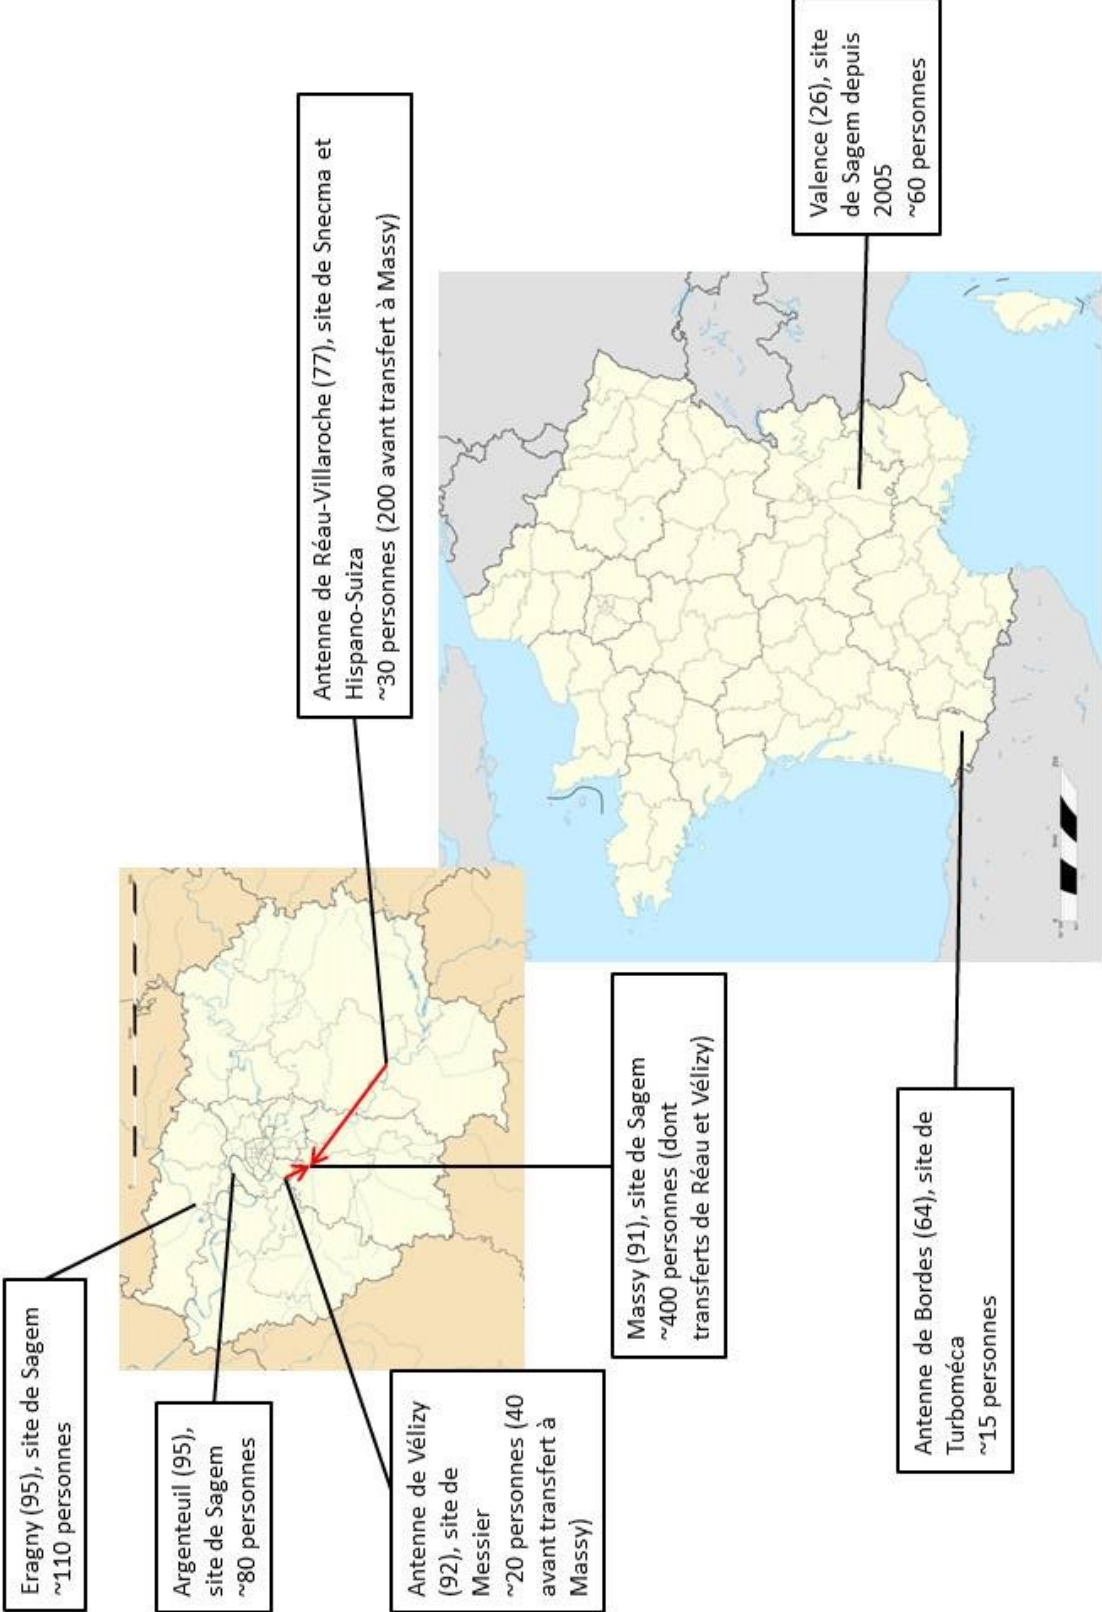 Eragny (95), site de Sagem
~110 personnes
Argenteuil (95),
site de Sagem
~80 personnes
Antenne de Vélizy
(92), site de
Messier
~20 personnes (40
avant transfert à
Massy)
Antenne de Réau-Villaroche (77), site de Snecma et
Hispano-Suiza
~30 personnes (200 avant transfert à Massy)
Massy (91), site de Sagem
~400 personnes (dont
transferts de Réau et Vélizy)
Valence (26), site
de Sagem depuis
2005
~60 personnes
Antenne de Bordes (64), site de
Turboméca
~15 personnes